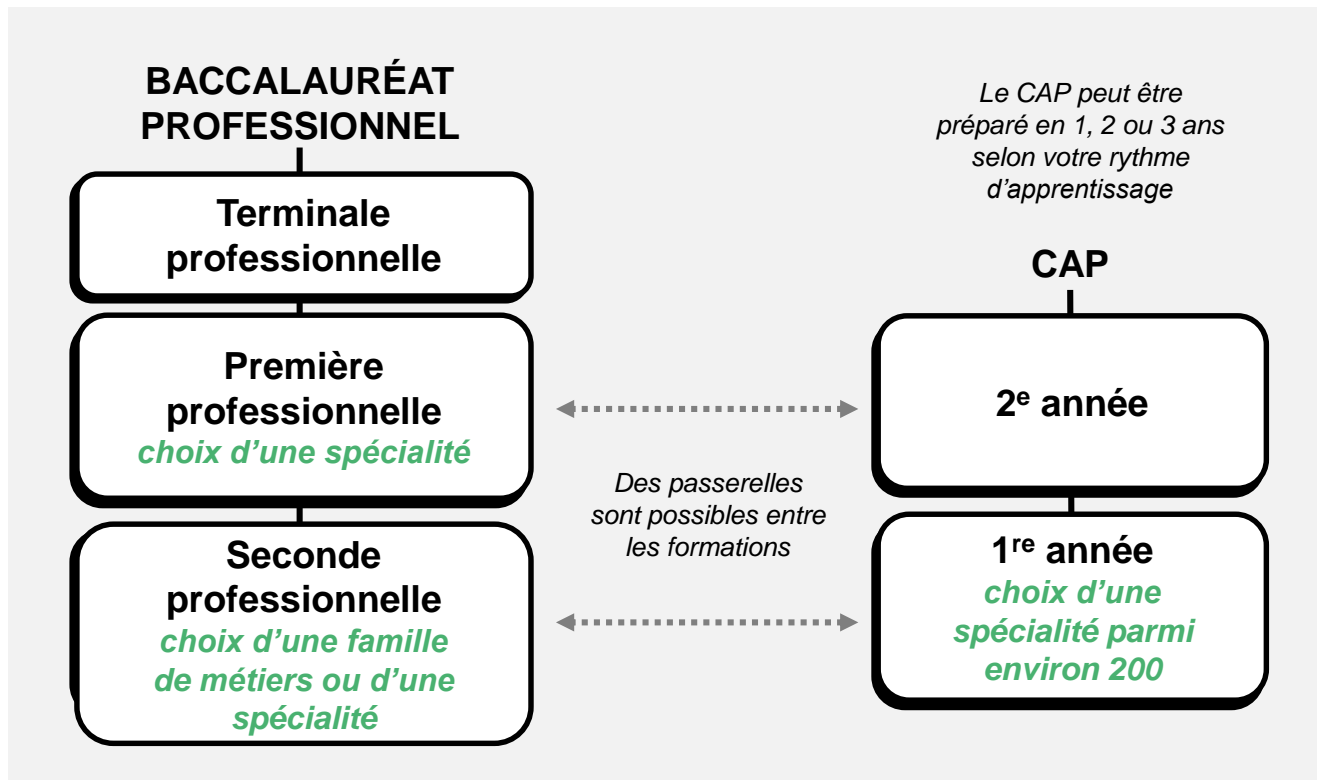 BACCALAURÉAT
PROFESSIONNEL
Terminale
professionnelle
Première
professionnelle
choix d’une spécialité
Seconde
professionnelle
choix d’une famille
de métiers ou d’une
spécialité
Des passerelles
sont possibles entre
les formations
Le CAP peut être
préparé en 1, 2 ou 3 ans
selon votre rythme
d’apprentissage
CAP
2e année
1re année
choix d’une
spécialité parmi
environ 200